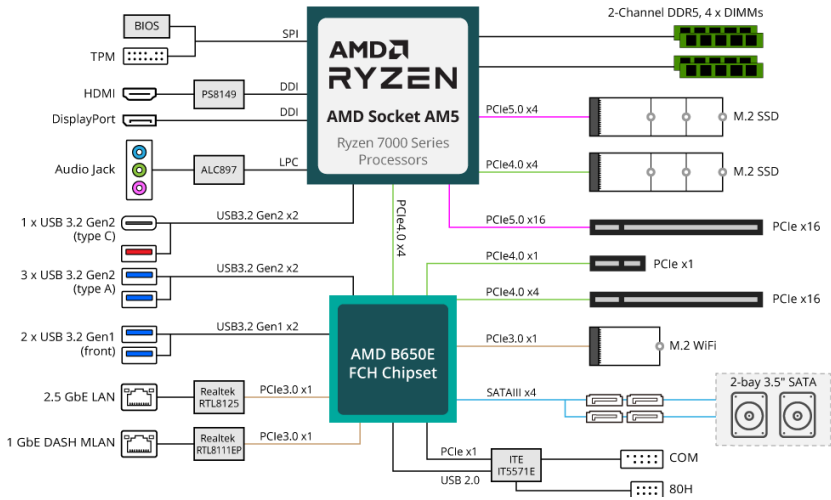 2-Channel DDR5, 4 x DIMMs
BIOS
SPI
TPM
AMD
RYZEN
AMD Socket AM5
Ryzen 7000 Series
Processors
HDMI
PS8149
DDI
DisplayPort
DDI
PCIe5.0 x4
M.2 SSD
Audio Jack
ALC897
LPC
PCIe4.0 x4
M.2 SSD
1 x USB 3.2 Gen2
(type C)
USB3.2 Gen2 x2
PCIe4.0 x4
PCIe5.0 x16
PCIe x16
3 x USB 3.2 Gen2
(type A)
USB3.2 Gen2 x2
PCIe4.0 x1
PCIe x1
PCIe4.0 x4
PCIe x16
2 x USB 3.2 Gen1
(front)
USB3.2 Gen1 x2
AMD B650E
FCH Chipset
PCIe3.0 x1
M.2 WiFi
2.5 GbE LAN
Realtek
RTL8125
PCIe3.0 x1
SATAIII x4
2-bay 3.5" SATA
1 GbE DASH MLAN
Realtek
RTL8111EP
PCIe3.0 x1
PCIe x1
USB 2.0
ITE
IT5571E
COM
80H